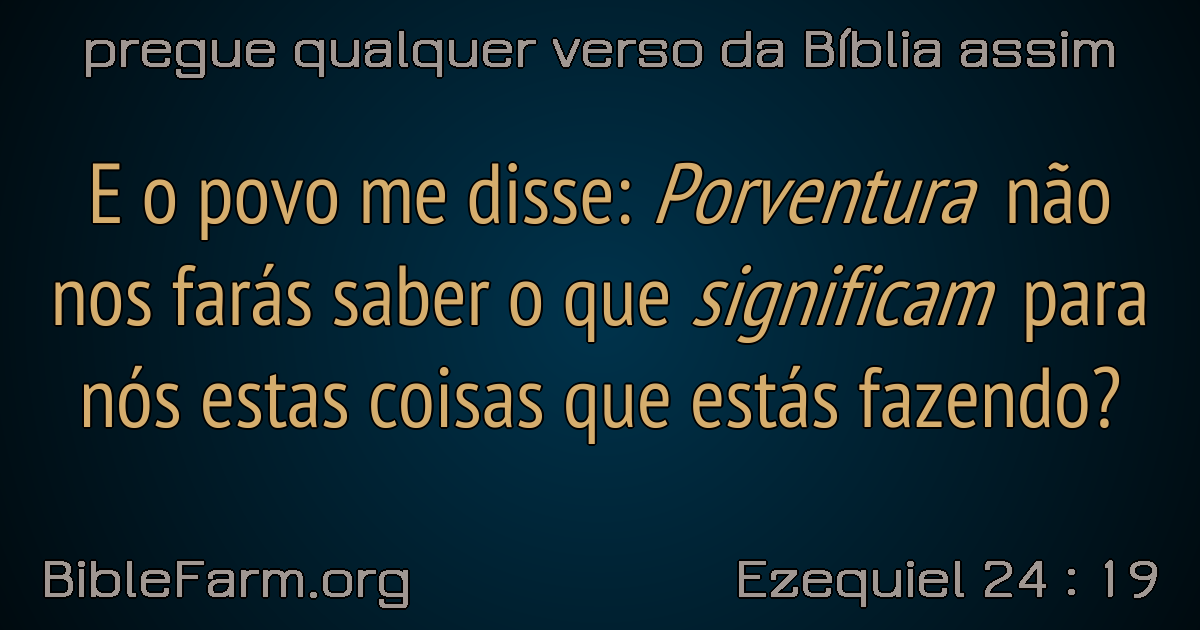 pregue qualquer verso da Bíblia assim
E o povo me disse: Porventura não
nos farás saber o que significam para
nós estas coisas que estás fazendo?
BibleFarm.org
Ezequiel 24 : 19